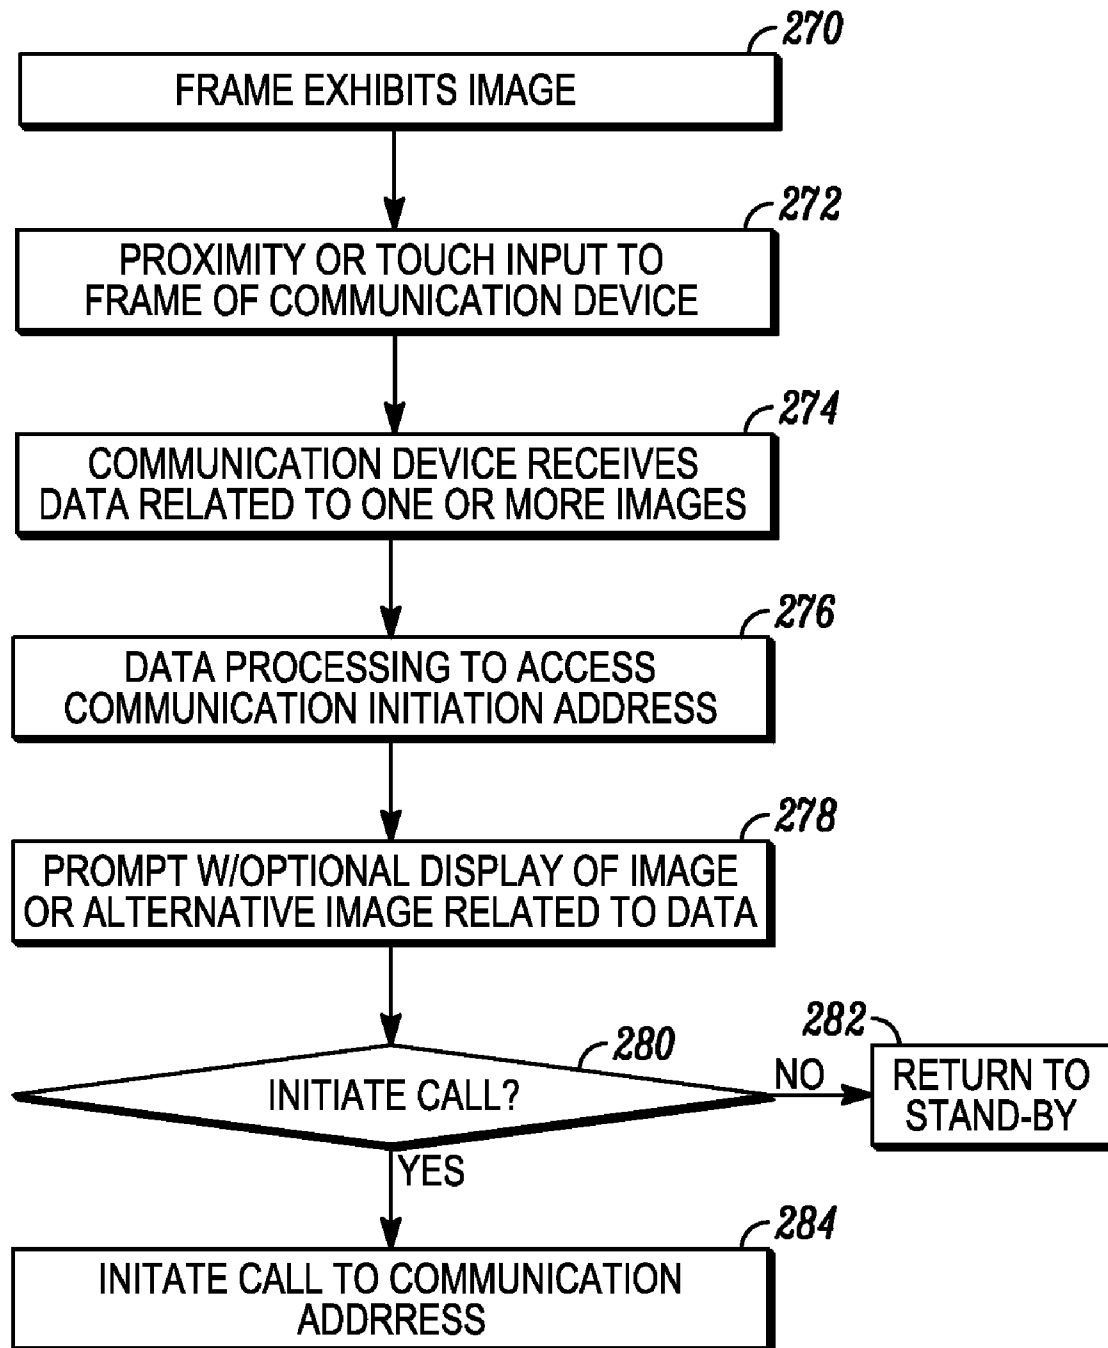 270
FRAME EXHIBITS IMAGE
272
PROXIMITY OR TOUCH INPUT TO
FRAME OF COMMUNICATION DEVICE
274
COMMUNICATION DEVICE RECEIVES
DATA RELATED TO ONE OR MORE IMAGES
276
DATA PROCESSING TO ACCESS
COMMUNICATION INITIATION ADDRESS
278
PROMPT W/OPTIONAL DISPLAY OF IMAGE
OR ALTERNATIVE IMAGE RELATED TO DATA
280
INITIATE CALL?
NO
282
RETURN TO
STAND-BY
YES
284
INITATE CALL TO COMMUNICATION
ADDRRESS